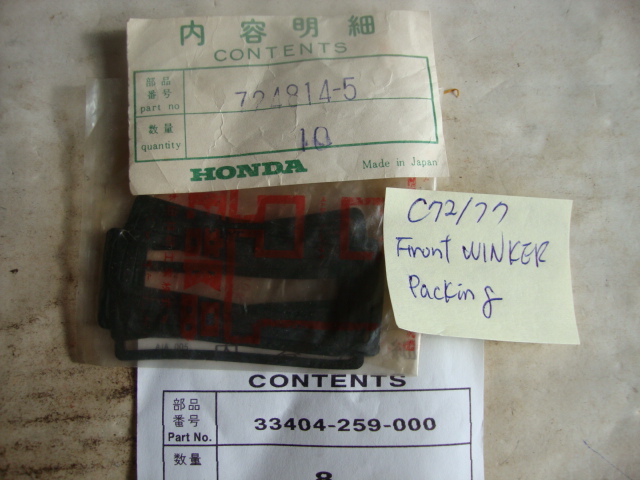 内容明細
CONTENTS
部品
番号
part no
724814-5
数量
quantity
10
HONDA
Made in Japan
C72/77
Front WINKER
Packing
CONTENTS
部品
番号
Part No.
33404-259-000
数量
8